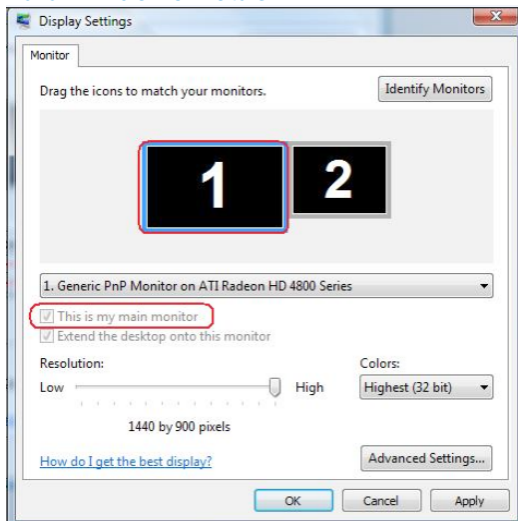 Display Settings
Monitor
Drag the icons to match your monitors.
Identify Monitors
1 2
1. Generic PnP Monitor on ATI Radeon HD 4800 Series
This is my main monitor
Extend the desktop onto this monitor
Resolution: Colors:
Low High Highest (32 bit)
1440 by 900 pixels
How do I get the best display? Advanced Settings...
OK Cancel Apply